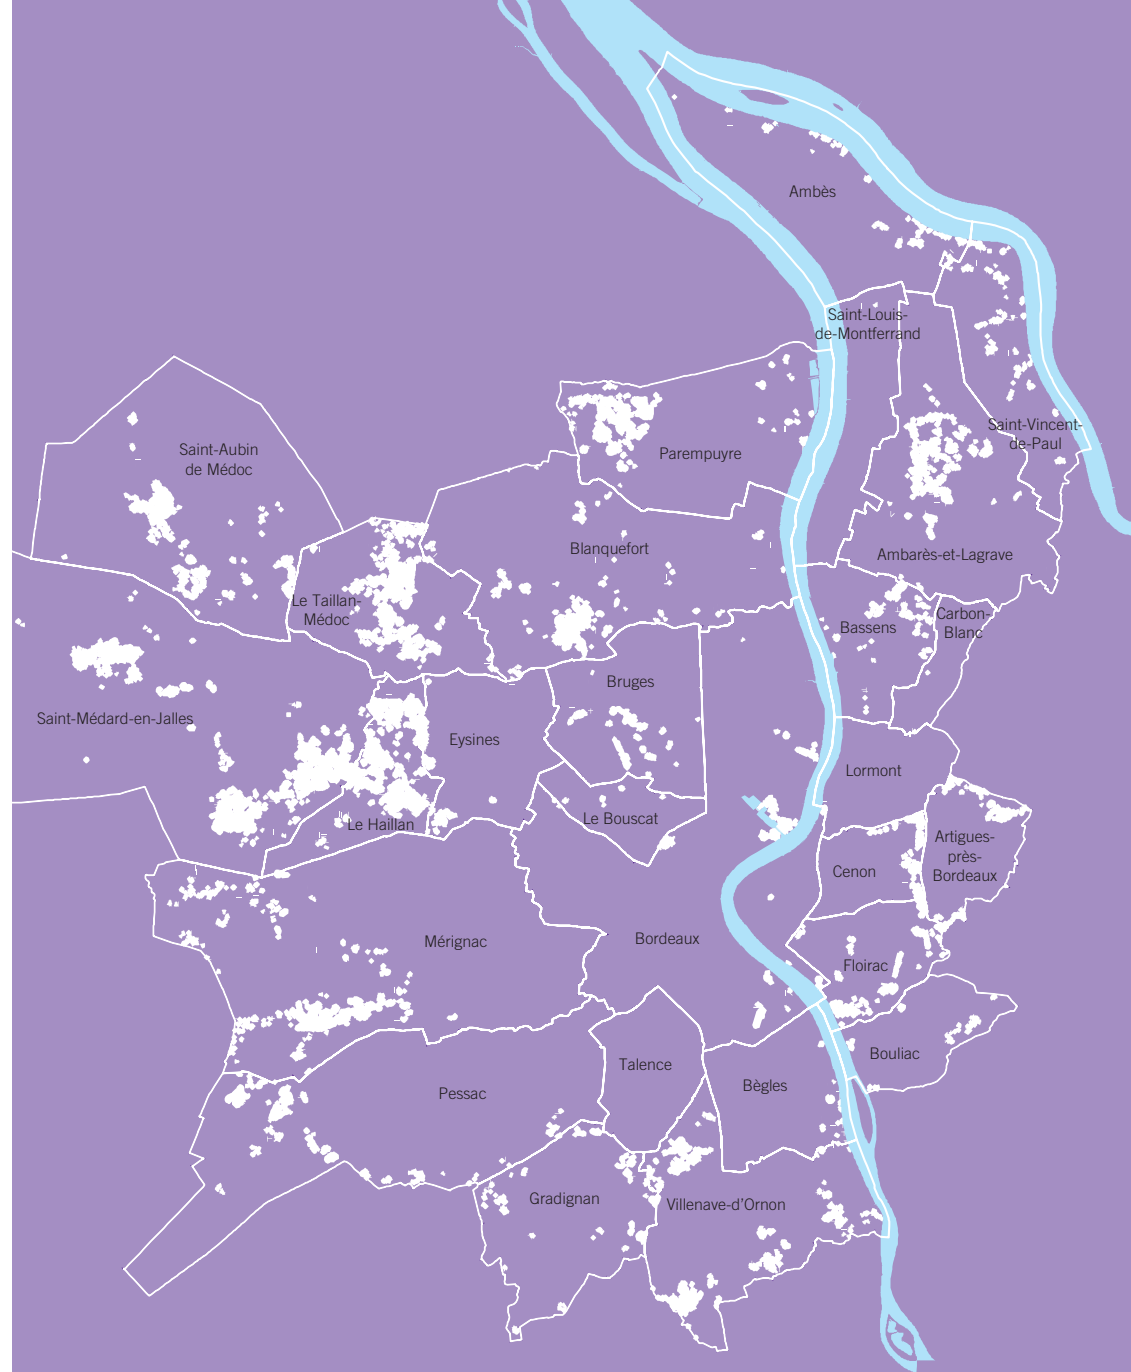 Ambès
Saint-Louis-
de-Montferrand
Saint-Vincent-
de-Paul
Saint-Aubin
de Médoc
Parempuyre
Blanquefort
Ambarès-et-Lagrave
Le Taillan-
Médoc
Bassens
Carbon-
Blanc
Bruges
Saint-Médard-en-Jalles
Eysines
Lormont
Le Bouscat
Le Haillan
Artigues-
près-
Bordeaux
Cenon
Mérignac
Bordeaux
Floirac
Bouliac
Talence
Bègles
Pessac
Gradignan
Villenave-d'Ornon